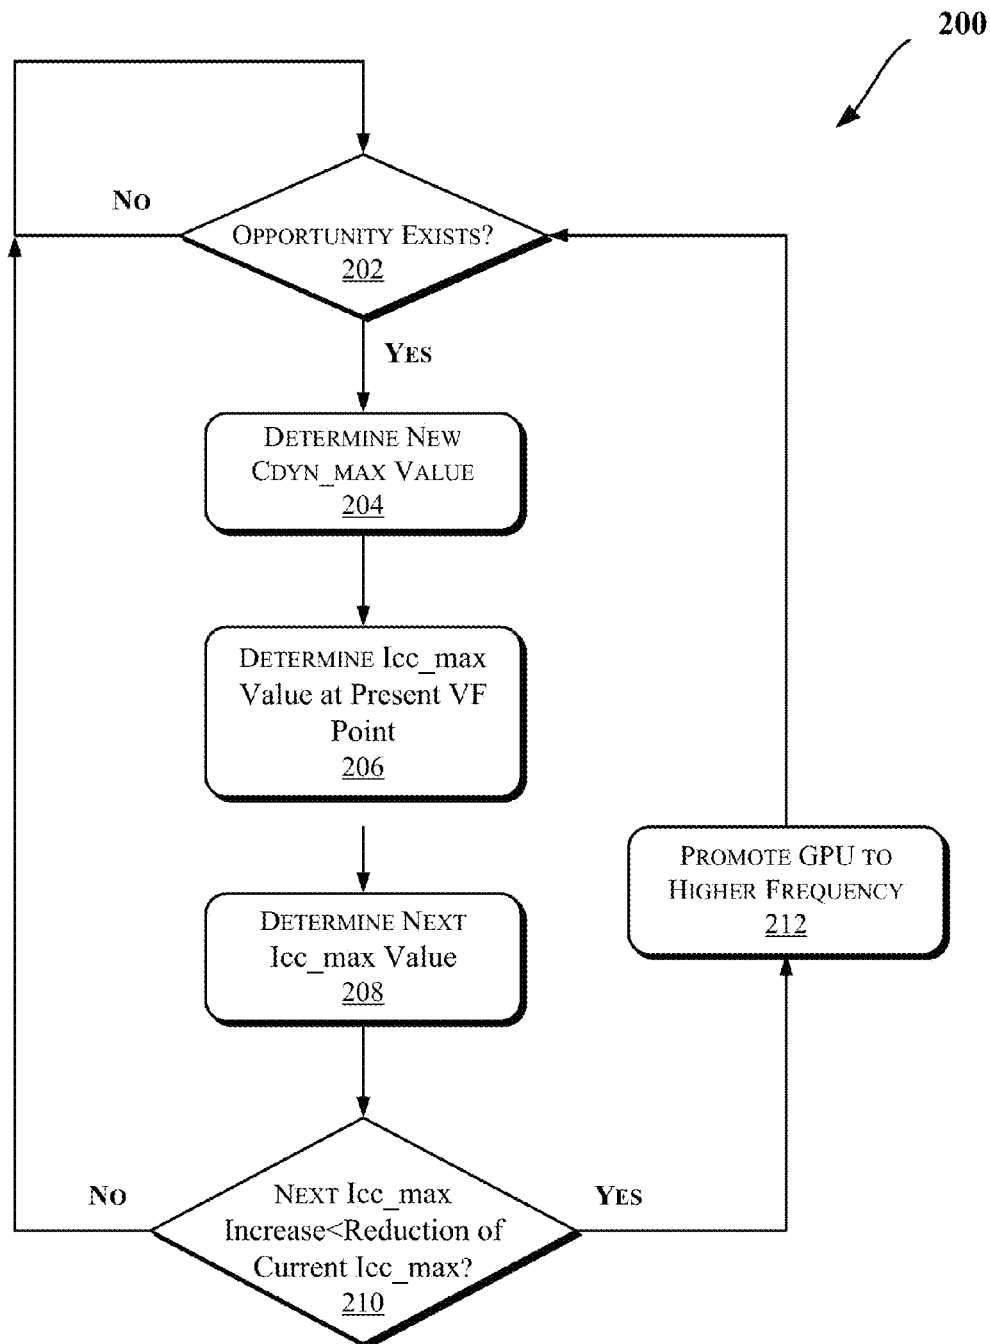 200
NO
OPPORTUNITY EXISTS?
202
YES
DETERMINE NEW
CDYN_MAX VALUE
204
DETERMINE Icc_max
Value at Present VF
Point
206
PROMOTE GPU TO
HIGHER FREQUENCY
212
DETERMINE NEXT
Icc_max Value
208
NO
YES
NEXT Icc_max
Increase<Reduction of
Current Icc_max?
210